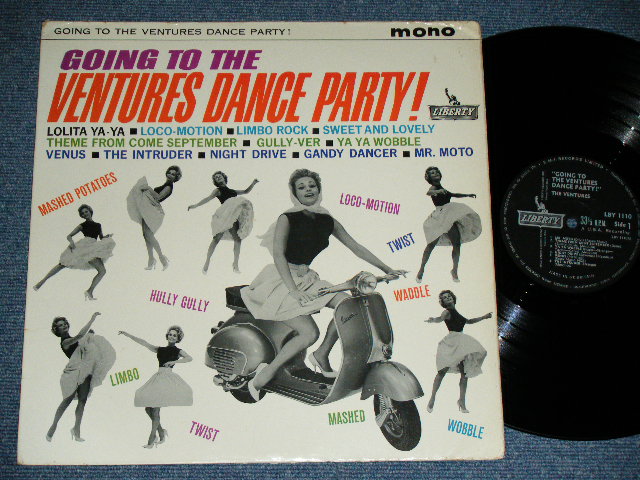 GOING TO THE VENTURES DANCE PARTY!
mono
GOING TO THE
VENTURES DANCE PARTY!
LIBERTY
LOLITA YA-YA ■ LOCO-MOTION ■ LIMBO ROCK ■ SWEET AND LOVELY
THEME FROM COME SEPTEMBER ■ GULLY-VER ■ YA YA WOBBLE
VENUS ■ THE INTRUDER ■ NIGHT DRIVE ■ GANDY DANCER ■ MR. MOTO
MASHED POTATOES
LOCO-MOTION
TWIST
HULLY GULLY
WADDLE
LIMBO
TWIST
MASHED
WOBBLE
Vespa
"GOING TO
THE VENTURES
DANCE PARTY!"
THE VENTURES
LIBERTY
33⅓ R.P.M.
LBY 1110
Side 1